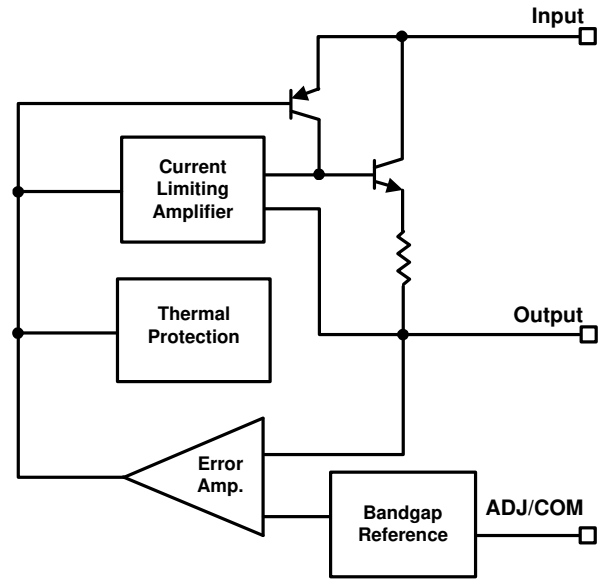 Input
Current
Limiting
Amplifier
Thermal
Protection
Output
Error
Amp.
Bandgap
Reference
ADJ/COM